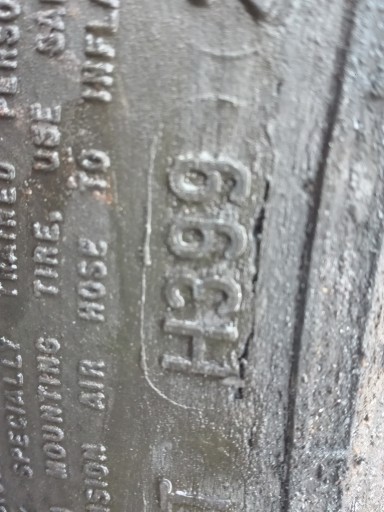 SPECIALLY TRAINED PERSO
MOUNTING TIRE, USE SAF
SION AIR HOSE TO INFLA
H399